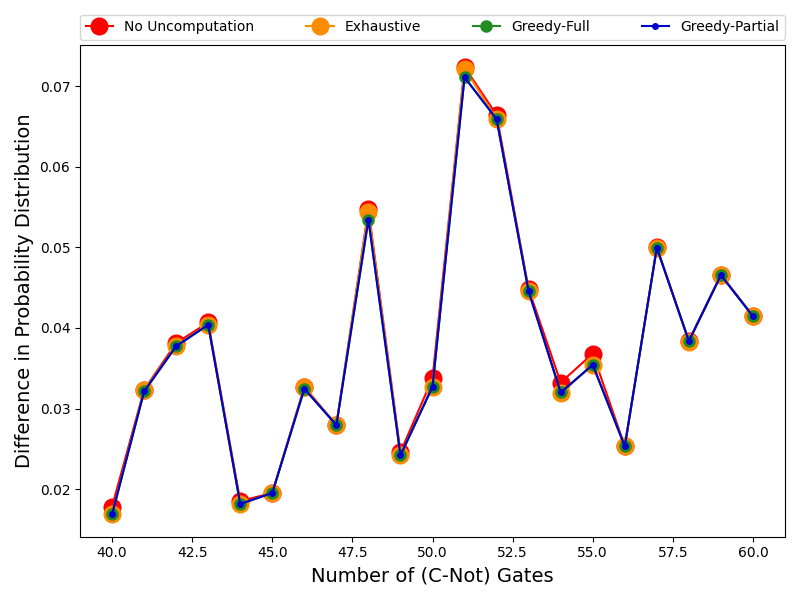 No Uncomputation Exhaustive Greedy-Full Greedy-Partial
0.07
0.06
0.05
0.04
0.03
0.02
Difference in Probability Distribution
40.0 42.5 45.0 47.5 50.0 52.5 55.0 57.5 60.0
Number of (C-Not) Gates